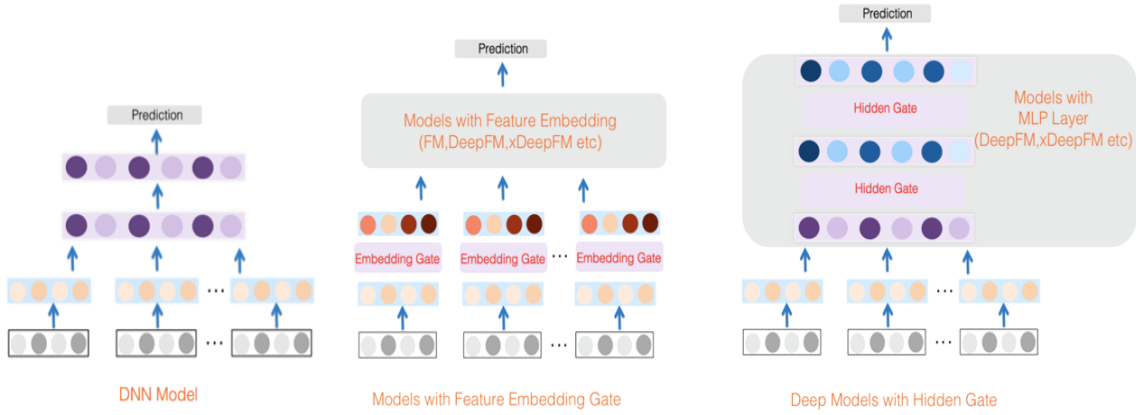 Prediction
DNN Model
Prediction
Models with Feature Embedding
(FM,DeepFM,xDeepFM etc)
Embedding Gate
Embedding Gate
...
Embedding Gate
...
...
Models with Feature Embedding Gate
Prediction
Hidden Gate
Models with
MLP Layer
(DeepFM,xDeepFM etc)
Hidden Gate
...
...
Deep Models with Hidden Gate